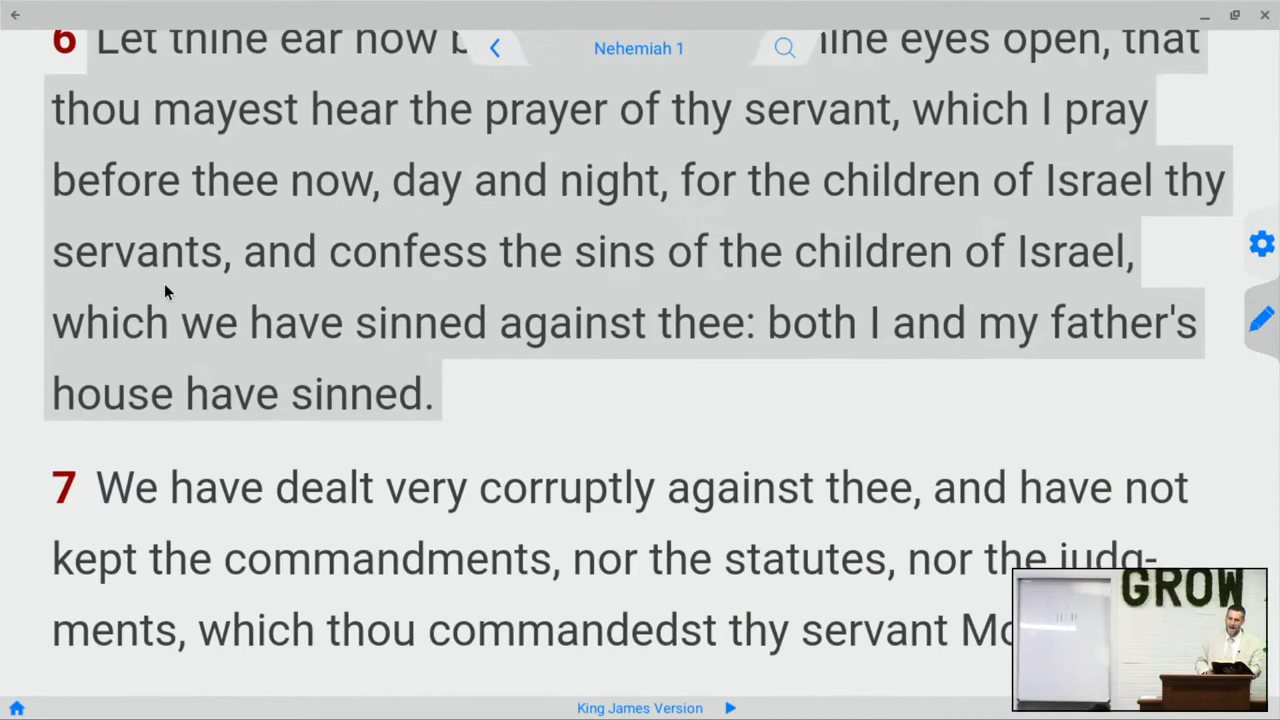 Nehemiah 1
6 Let thine ear now nine eyes open, that
thou mayest hear the prayer of thy servant, which I pray
before thee now, day and night, for the children of Israel thy
servants, and confess the sins of the children of Israel,
which we have sinned against thee: both I and my father's
house have sinned.
7 We have dealt very corruptly against thee, and have not
kept the commandments, nor the statutes, nor the judg-
ments, which thou commandedst thy servant Mo
GROW
King James Version